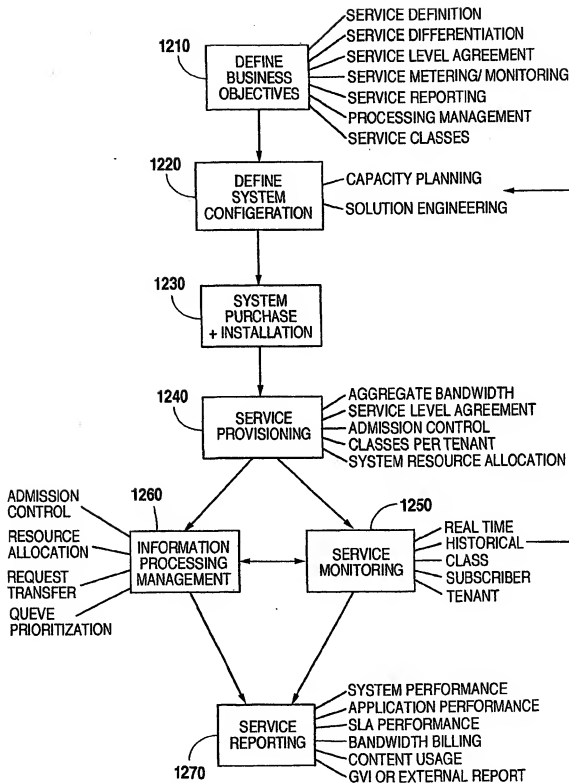 1210
DEFINE
BUSINESS
OBJECTIVES
SERVICE DEFINITION
SERVICE DIFFERENTIATION
SERVICE LEVEL AGREEMENT
SERVICE METERING/ MONITORING
SERVICE REPORTING
PROCESSING MANAGEMENT
SERVICE CLASSES
1220
DEFINE
SYSTEM
CONFIGERATION
CAPACITY PLANNING
SOLUTION ENGINEERING
1230
SYSTEM
PURCHASE
+ INSTALLATION
1240
SERVICE
PROVISIONING
AGGREGATE BANDWIDTH
SERVICE LEVEL AGREEMENT
ADMISSION CONTROL
CLASSES PER TENANT
SYSTEM RESOURCE ALLOCATION
1260
INFORMATION
PROCESSING
MANAGEMENT
ADMISSION
CONTROL
RESOURCE
ALLOCATION
REQUEST
TRANSFER
QUEVE
PRIORITIZATION
1250
SERVICE
MONITORING
REAL TIME
HISTORICAL
CLASS
SUBSCRIBER
TENANT
1270
SERVICE
REPORTING
SYSTEM PERFORMANCE
APPLICATION PERFORMANCE
SLA PERFORMANCE
BANDWIDTH BILLING
CONTENT USAGE
GVI OR EXTERNAL REPORT